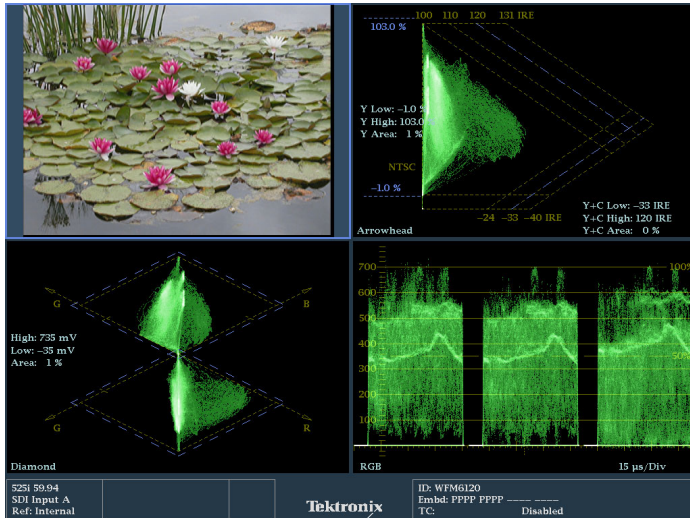 100 110 120 131 IRE
103.0 %
Y Low: −1.0 %
Y High: 103.0
Y Area: 1 %
NTSC
−1.0 %
Y+C Low: −33 IRE
−24 −33 −40 IRE
Y+C High: 120 IRE
Y+C Area: 0 %
Arrowhead
G
B
High: 735 mV
Low: −35 mV
Area: 1 %
G
R
Diamond
700
100%
600
500
400
50%
300
200
100
RGB
15 µs/Div
525i 59.94
SDI Input A
Ref: Internal
Tektronix
ID: WFM6120
Embd: PPPP PPPP −−−− −−−−
TC: Disabled